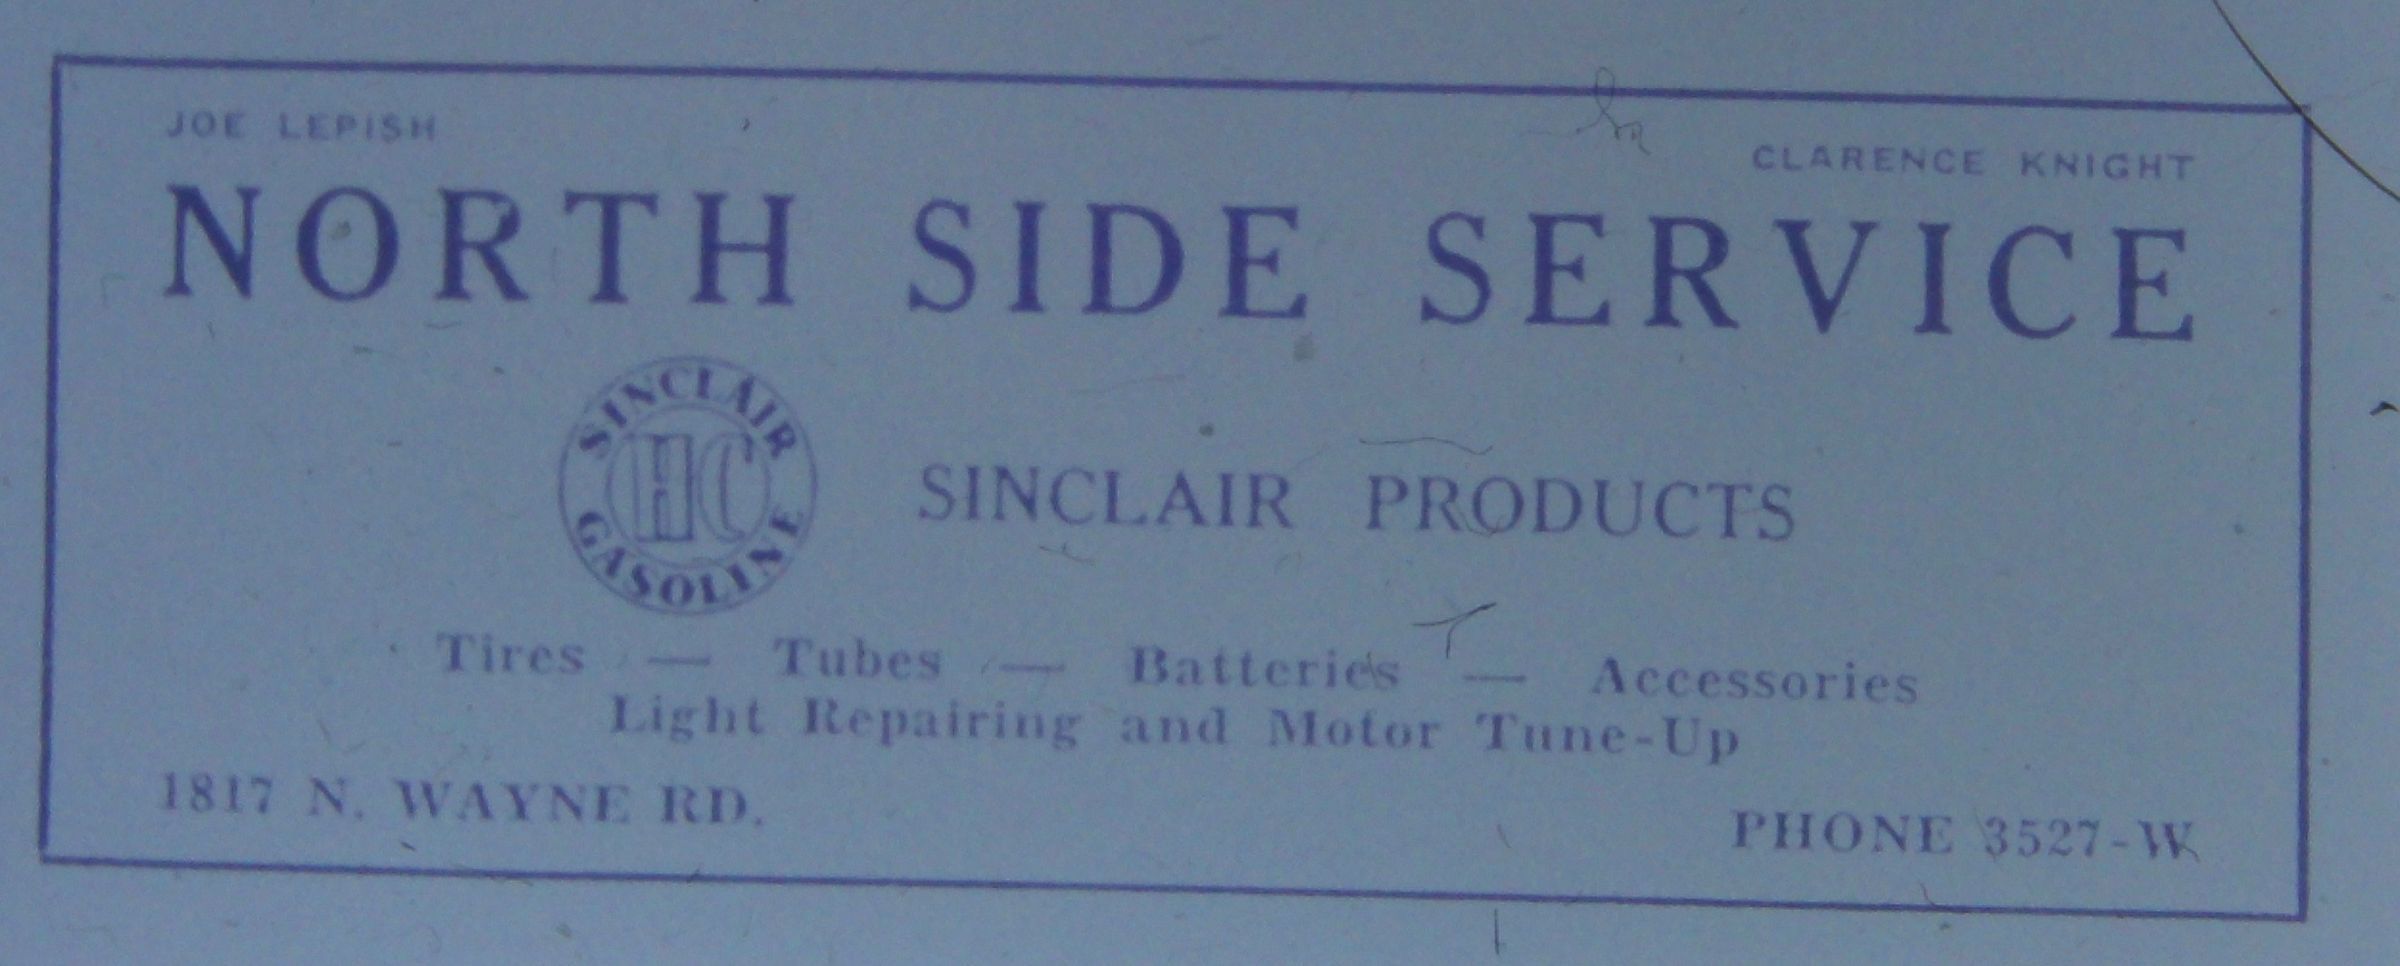 JOE LEPISH
CLARENCE KNIGHT
NORTH SIDE SERVICE
SINCLAIR
HC
GASOLINE
SINCLAIR PRODUCTS
Tires — Tubes — Batteries — Accessories
Light Repairing and Motor Tune-Up
1817 N. WAYNE RD.
PHONE 3527-W